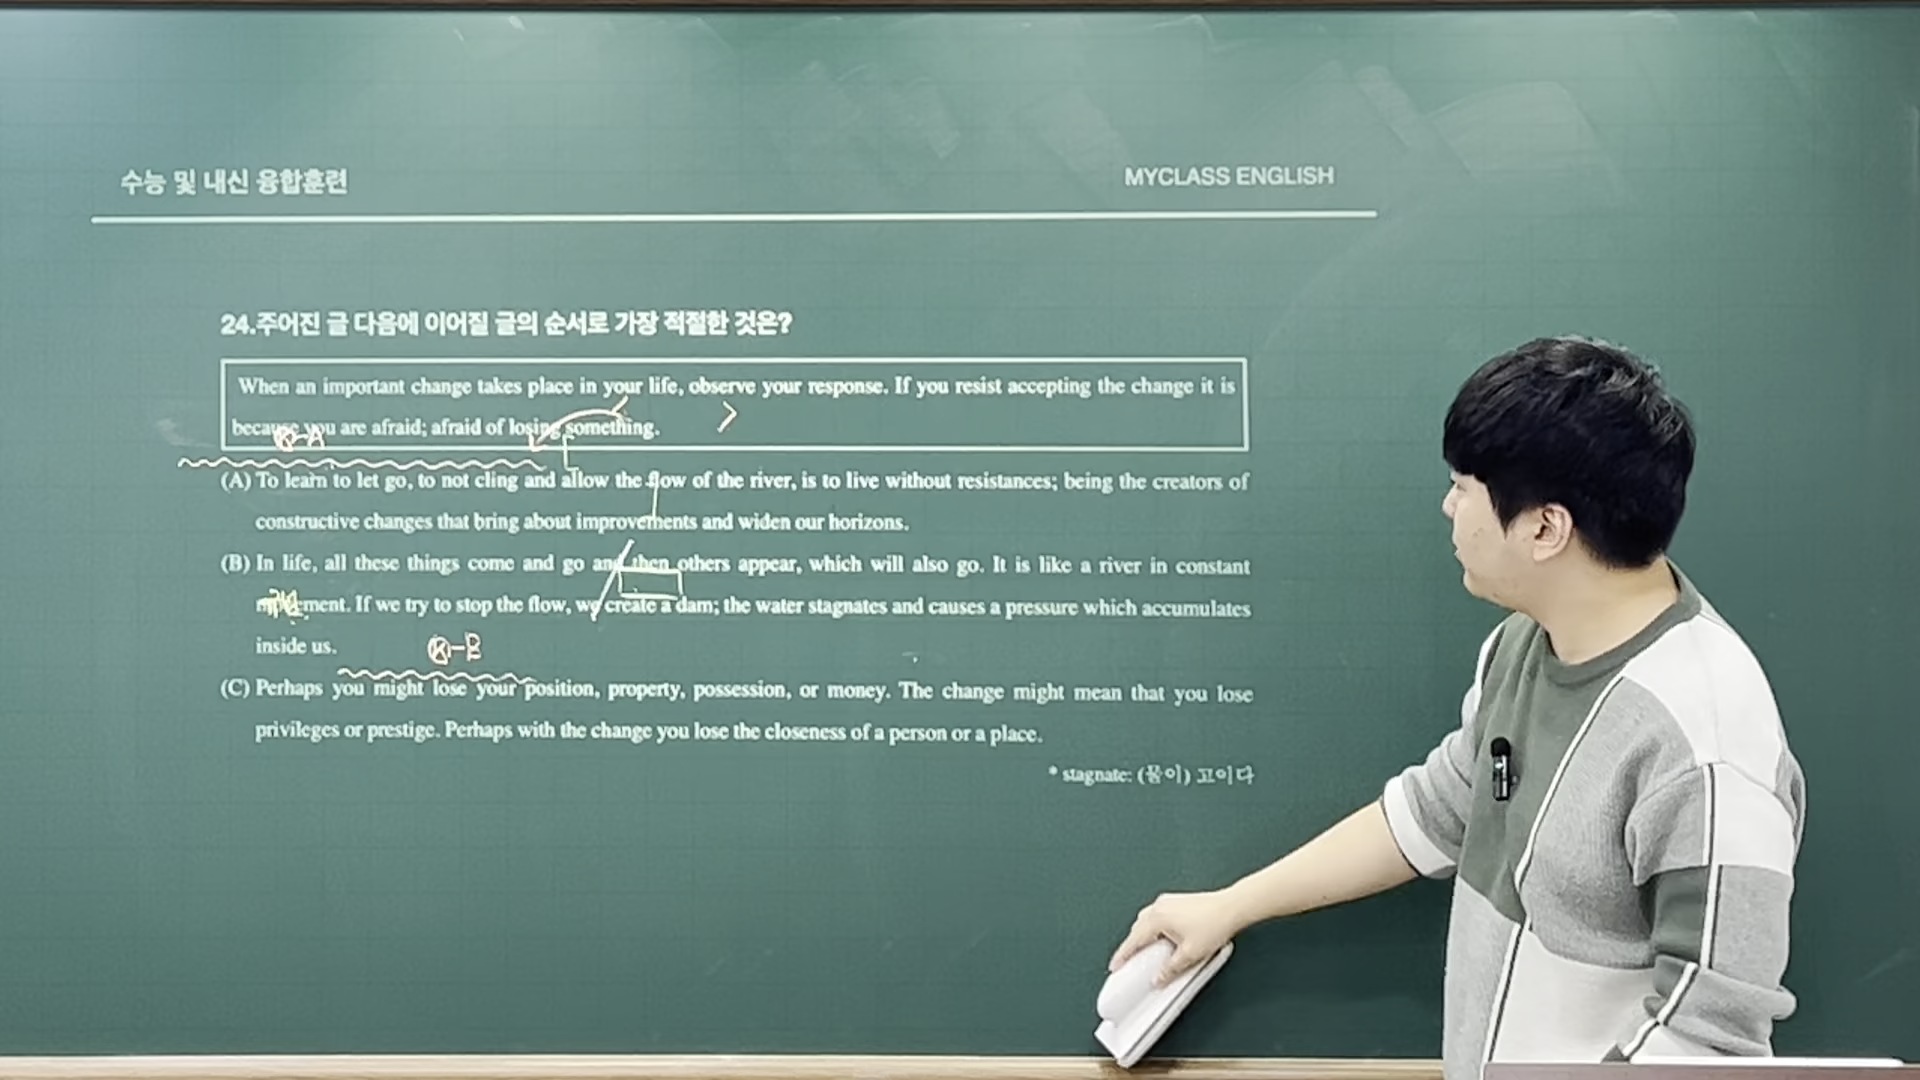 수능 및 내신 융합훈련
MYCLASS ENGLISH
24.주어진 글 다음에 이어질 글의 순서로 가장 적절한 것은?
When an important change takes place in your life, observe your response. If you resist accepting the change it is
because you are afraid; afraid of losing something.
Ⓚ-A
(A) To learn to let go, to not cling and allow the flow of the river, is to live without resistances; being the creators of
constructive changes that bring about improvements and widen our horizons.
(B) In life, all these things come and go and then others appear, which will also go. It is like a river in constant
If we try to stop the flow, we create a dam; the water stagnates and causes a pressure which accumulates
inside us.
Ⓚ-B
(C) Perhaps you might lose your position, property, possession, or money. The change might mean that you lose
privileges or prestige. Perhaps with the change you lose the closeness of a person or a place.
* stagnate: (물이) 고이다